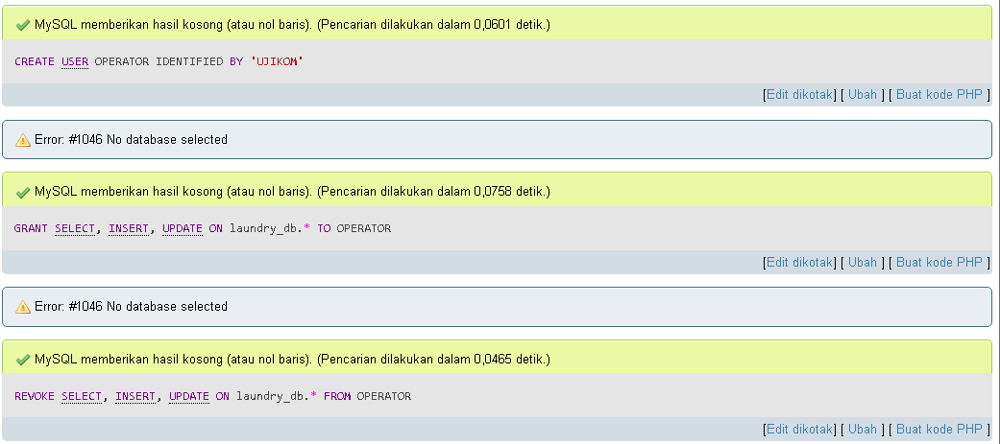 MySQL memberikan hasil kosong (atau nol baris). (Pencarian dilakukan dalam 0,0601 detik.)
CREATE USER OPERATOR IDENTIFIED BY 'UJIKOM'
[Edit dikotak] [ Ubah ] [ Buat kode PHP ]
Error: #1046 No database selected
MySQL memberikan hasil kosong (atau nol baris). (Pencarian dilakukan dalam 0,0758 detik.)
GRANT SELECT, INSERT, UPDATE ON laundry_db.* TO OPERATOR
[Edit dikotak] [ Ubah ] [ Buat kode PHP ]
Error: #1046 No database selected
MySQL memberikan hasil kosong (atau nol baris). (Pencarian dilakukan dalam 0,0465 detik.)
REVOKE SELECT, INSERT, UPDATE ON laundry_db.* FROM OPERATOR
[Edit dikotak] [ Ubah ] [ Buat kode PHP ]